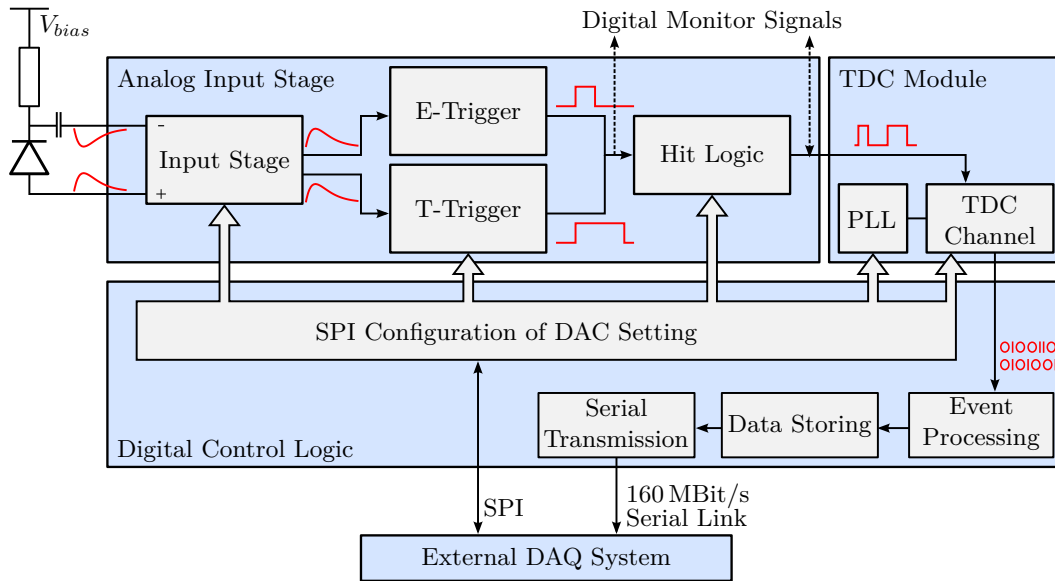 V_bias
Digital Monitor Signals
Analog Input Stage
TDC Module
E-Trigger
-
Input Stage
+
Hit Logic
T-Trigger
PLL
TDC
Channel
SPI Configuration of DAC Setting
0100110
0101001
Serial
Transmission
Data Storing
Event
Processing
Digital Control Logic
SPI
160 MBit/s
Serial Link
External DAQ System